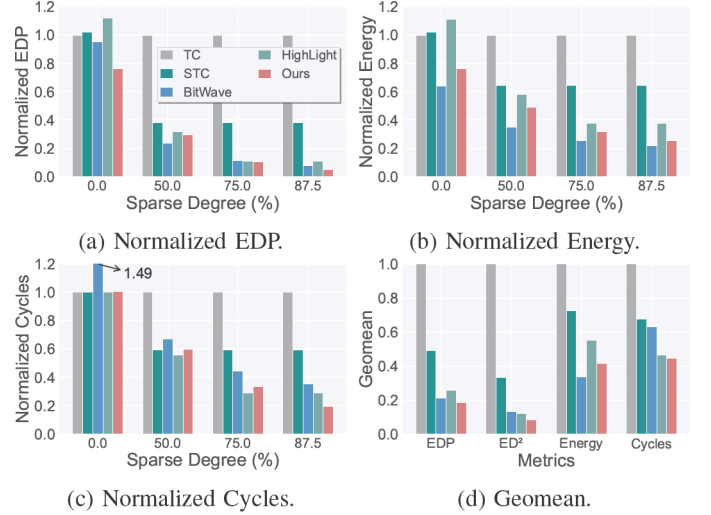 Normalized EDP
1.0
0.8
0.6
0.4
0.2
0.0
TC
STC
BitWave
HighLight
Ours
0.0 50.0 75.0 87.5
Sparse Degree (%)
(a) Normalized EDP.
Normalized Energy
1.2
1.0
0.8
0.6
0.4
0.2
0.0
0.0 50.0 75.0 87.5
Sparse Degree (%)
(b) Normalized Energy.
Normalized Cycles
1.2
1.0
0.8
0.6
0.4
0.2
0.0
1.49
0.0 50.0 75.0 87.5
Sparse Degree (%)
(c) Normalized Cycles.
Geomean
1.0
0.8
0.6
0.4
0.2
0.0
EDP ED² Energy Cycles
Metrics
(d) Geomean.